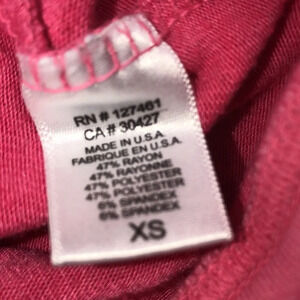 RN # 127461
CA # 30427
MADE IN U.S.A.
FABRIQUE EN U.S.A.
47% RAYON
47% RAYONNE
47% POLYESTER
47% POLYESTER
6% SPANDEX
6% SPANDEX
XS